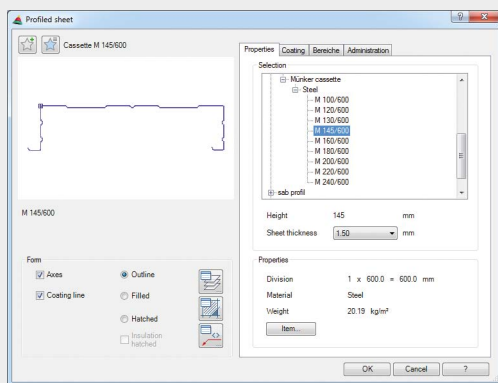 Profiled sheet
?
Cassette M 145/600
M 145/600
Form
Axes
Outline
Coating line
Filled
Hatched
Insulation hatched
Properties Coating Bereiche Administration
Selection
Münker cassette
Steel
M 100/600
M 120/600
M 130/600
M 145/600
M 160/600
M 180/600
M 200/600
M 220/600
M 240/600
sab profil
Height 145 mm
Sheet thickness 1.50 mm
Properties
Division 1 x 600.0 = 600.0 mm
Material Steel
Weight 20.19 kg/m²
Item...
OK Cancel ?